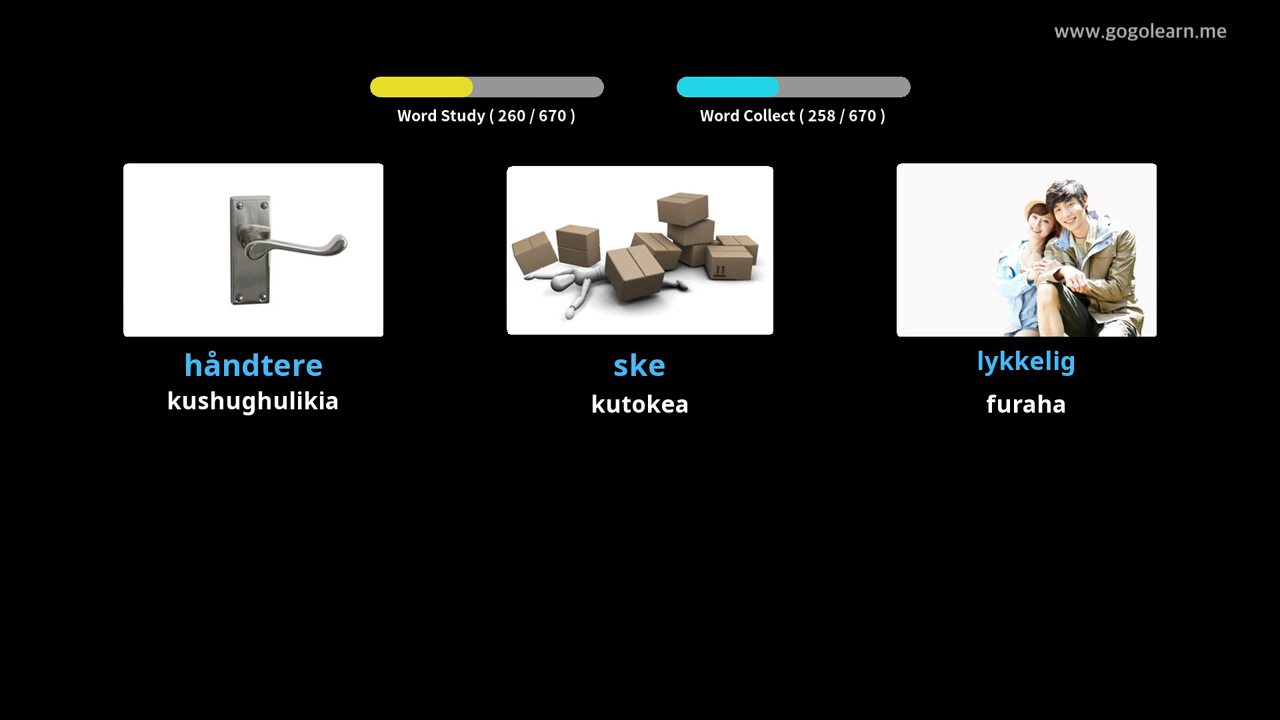 www.gogolearn.me
Word Study ( 260 / 670 )
Word Collect ( 258 / 670 )
håndtere
kushughulikia
ske
kutokea
lykkelig
furaha